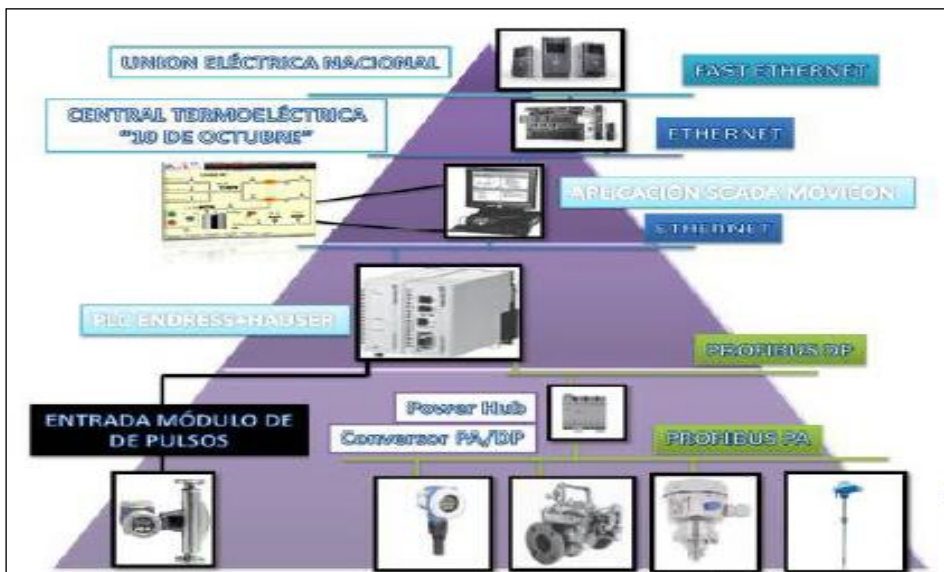 UNION ELÉCTRICA NACIONAL
FAST ETHERNET
CENTRAL TERMOELÉCTRICA
"10 DE OCTUBRE"
ETHERNET
APLICACIÓN SCADA MOVICON
ETHERNET
PLC ENDRESS+HAUSER
PROFIBUS DP
ENTRADA MÓDULO DE
DE PULSOS
Power Hub
Conversor PA/DP
PROFIBUS PA